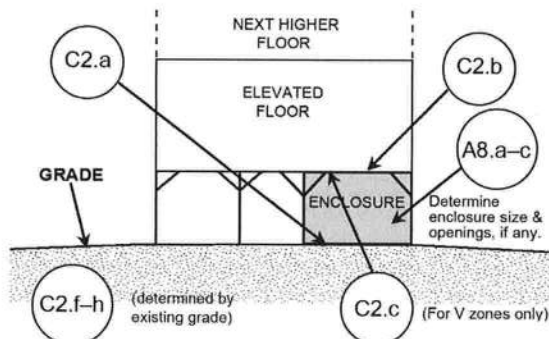 NEXT HIGHER
FLOOR
C2.a
C2.b
ELEVATED
FLOOR
A8.a–c
GRADE
ENCLOSURE
Determine
enclosure size &
openings, if any.
C2.f–h
(determined by
existing grade)
C2.c
(For V zones only)